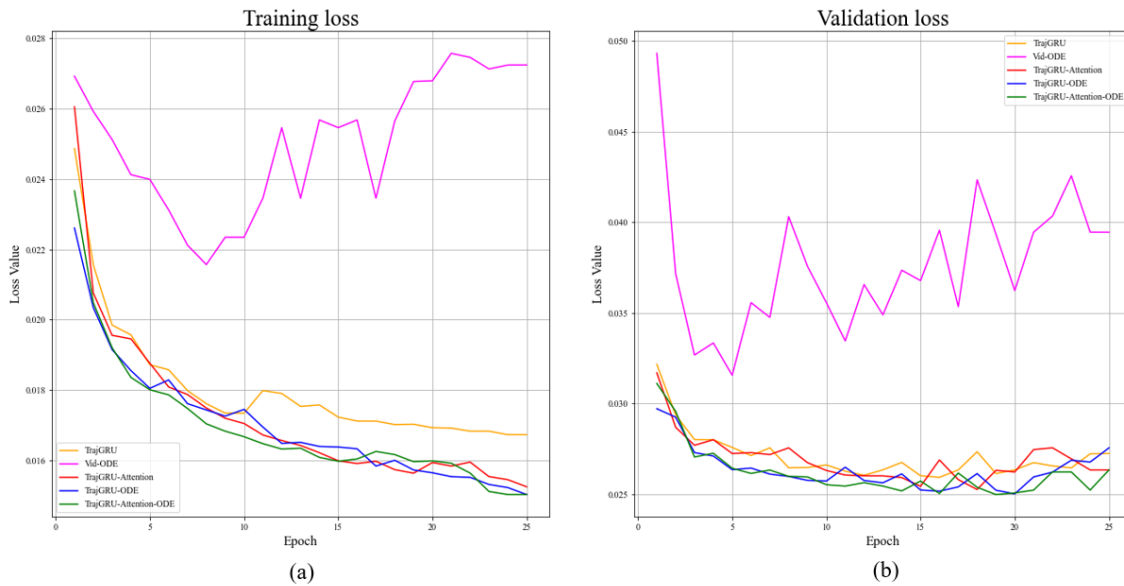 Training loss
0.028
0.026
0.024
0.022
0.020
0.018
0.016
Loss Value
TrajGRU
Vid-ODE
TrajGRU-Attention
TrajGRU-ODE
TrajGRU-Attention-ODE
0
5
10
15
20
25
Epoch
(a)
Validation loss
0.050
0.045
0.040
0.035
0.030
0.025
Loss Value
TrajGRU
Vid-ODE
TrajGRU-Attention
TrajGRU-ODE
TrajGRU-Attention-ODE
0
5
10
15
20
25
Epoch
(b)